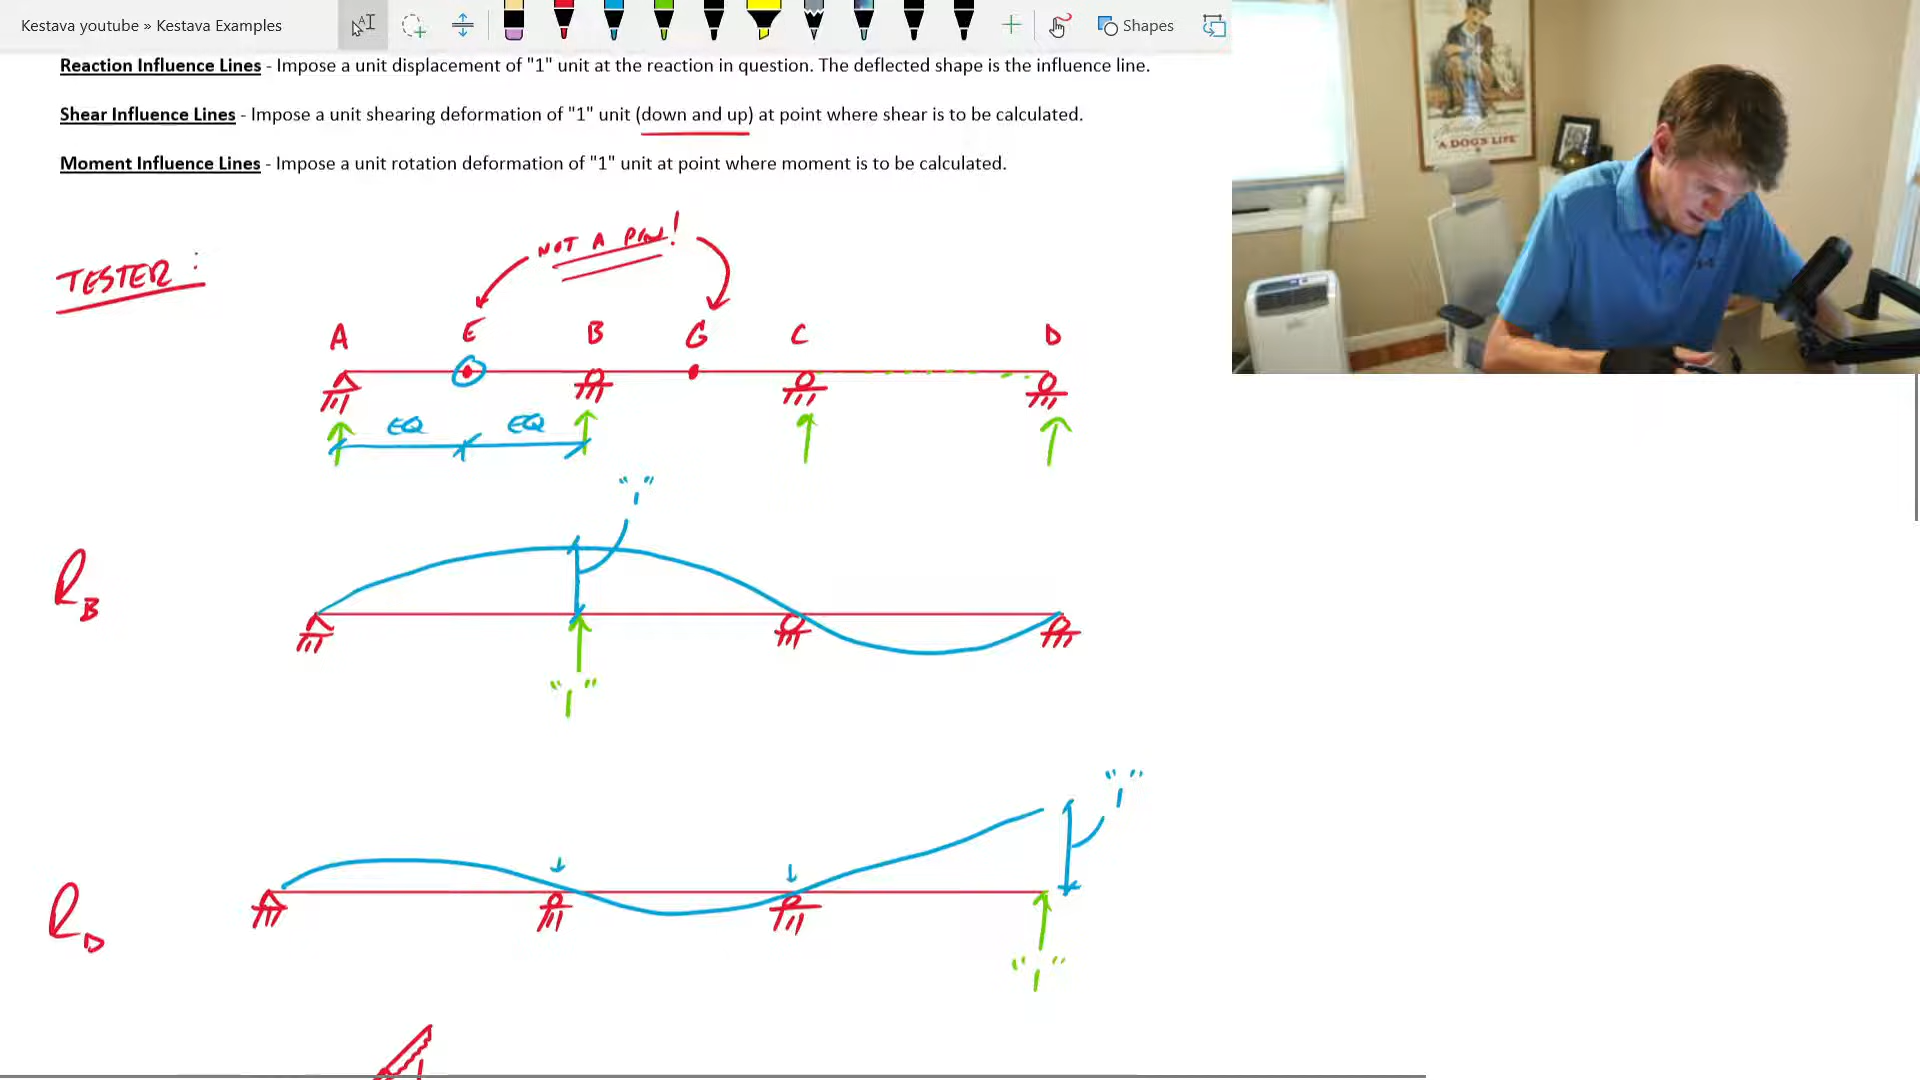 Kestava youtube » Kestava Examples
Shapes
Reaction Influence Lines - Impose a unit displacement of "1" unit at the reaction in question. The deflected shape is the influence line.
Shear Influence Lines - Impose a unit shearing deformation of "1" unit (down and up) at point where shear is to be calculated.
Moment Influence Lines - Impose a unit rotation deformation of "1" unit at point where moment is to be calculated.
"A DOG'S LIFE"
NOT A PIN!
TESTER:
A E B G C D
EQ EQ
"1"
RB
"1"
"1"
RD
"1"